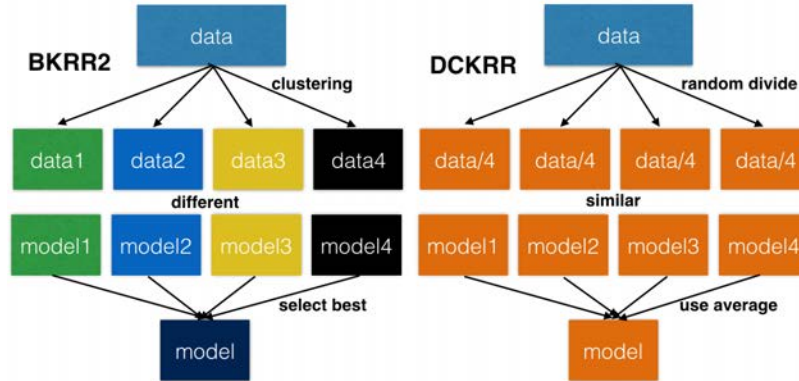 data
BKRR2
clustering
data1 data2 data3 data4
different
model1 model2 model3 model4
select best
model
data
DCKRR
random divide
data/4 data/4 data/4 data/4
similar
model1 model2 model3 model4
use average
model